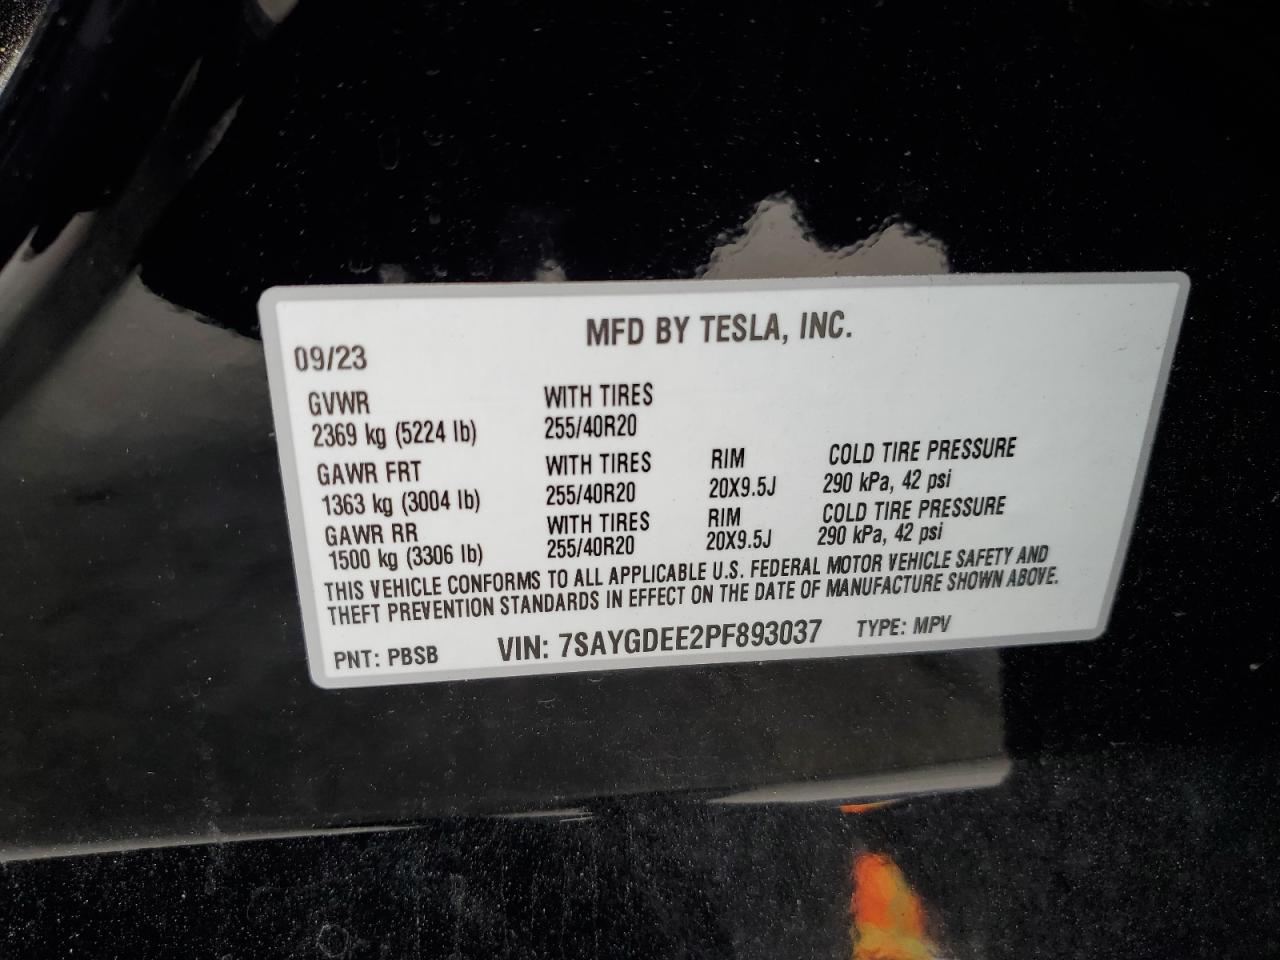 MFD BY TESLA, INC.
09/23
GVWR WITH TIRES
2369 kg (5224 lb) 255/40R20
GAWR FRT WITH TIRES RIM COLD TIRE PRESSURE
1363 kg (3004 lb) 255/40R20 20X9.5J 290 kPa, 42 psi
GAWR RR WITH TIRES RIM COLD TIRE PRESSURE
1500 kg (3306 lb) 255/40R20 20X9.5J 290 kPa, 42 psi
THIS VEHICLE CONFORMS TO ALL APPLICABLE U.S. FEDERAL MOTOR VEHICLE SAFETY AND
THEFT PREVENTION STANDARDS IN EFFECT ON THE DATE OF MANUFACTURE SHOWN ABOVE.
PNT: PBSB VIN: 7SAYGDEE2PF893037 TYPE: MPV